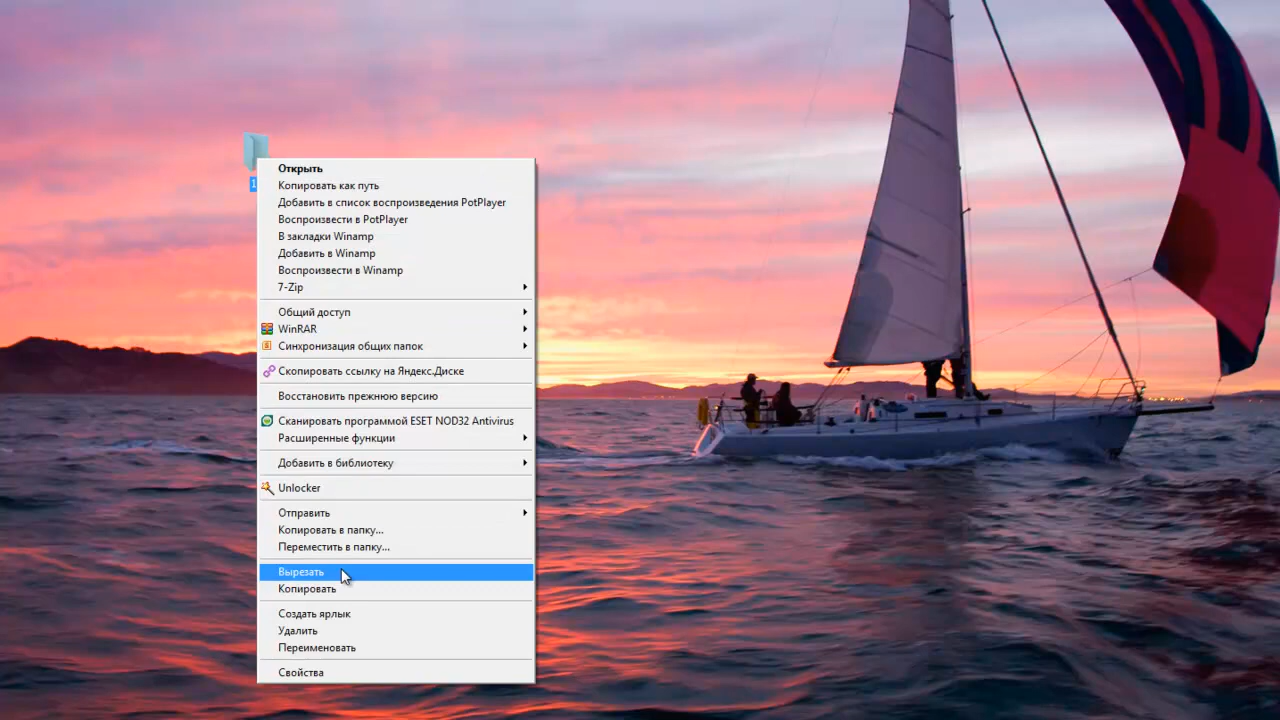 1
Открыть
Копировать как путь
Добавить в список воспроизведения PotPlayer
Воспроизвести в PotPlayer
В закладки Winamp
Добавить в Winamp
Воспроизвести в Winamp
7-Zip
Общий доступ
WinRAR
Синхронизация общих папок
Скопировать ссылку на Яндекс.Диске
Восстановить прежнюю версию
Сканировать программой ESET NOD32 Antivirus
Расширенные функции
Добавить в библиотеку
Unlocker
Отправить
Копировать в папку...
Переместить в папку...
Вырезать
Копировать
Создать ярлык
Удалить
Переименовать
Свойства